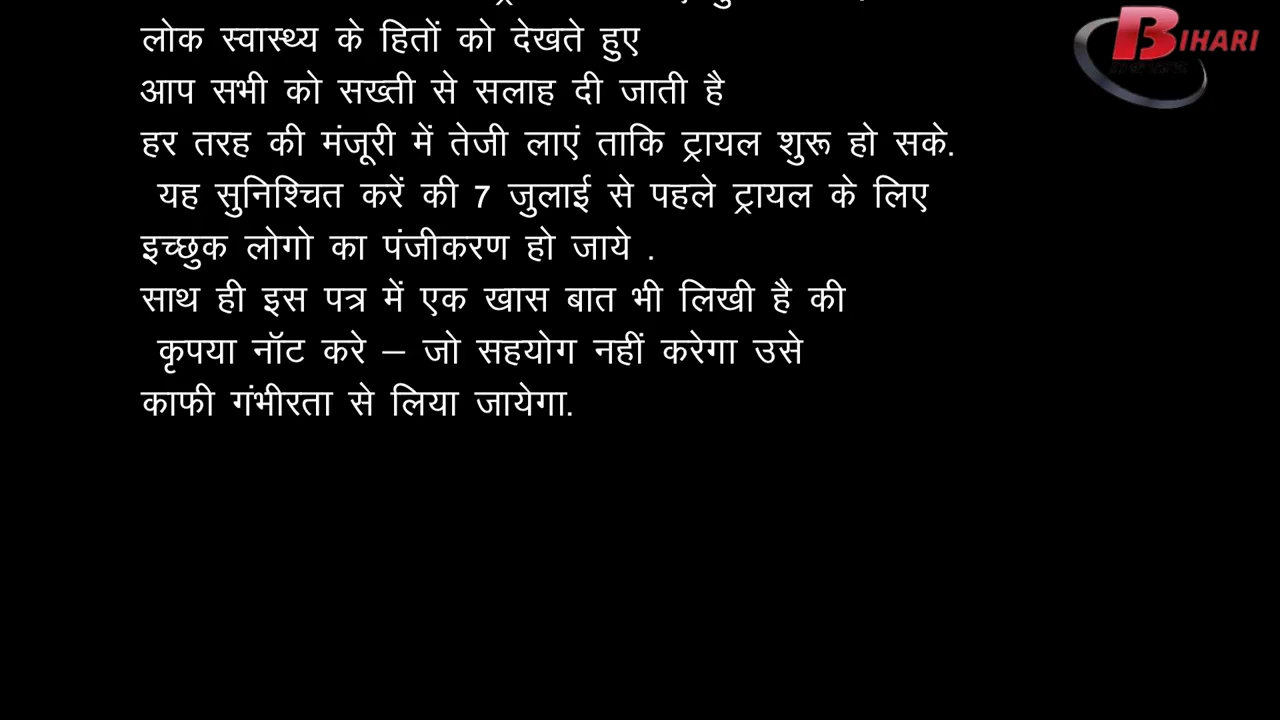 लोक स्वास्थ्य के हितों को देखते हुए
आप सभी को सख्ती से सलाह दी जाती है
हर तरह की मंजूरी में तेजी लाएं ताकि ट्रायल शुरू हो सके.
यह सुनिश्चित करें की 7 जुलाई से पहले ट्रायल के लिए
इच्छुक लोगो का पंजीकरण हो जाये .
साथ ही इस पत्र में एक खास बात भी लिखी है की
कृपया नॉट करे – जो सहयोग नहीं करेगा उसे
काफी गंभीरता से लिया जायेगा.
BIHARI